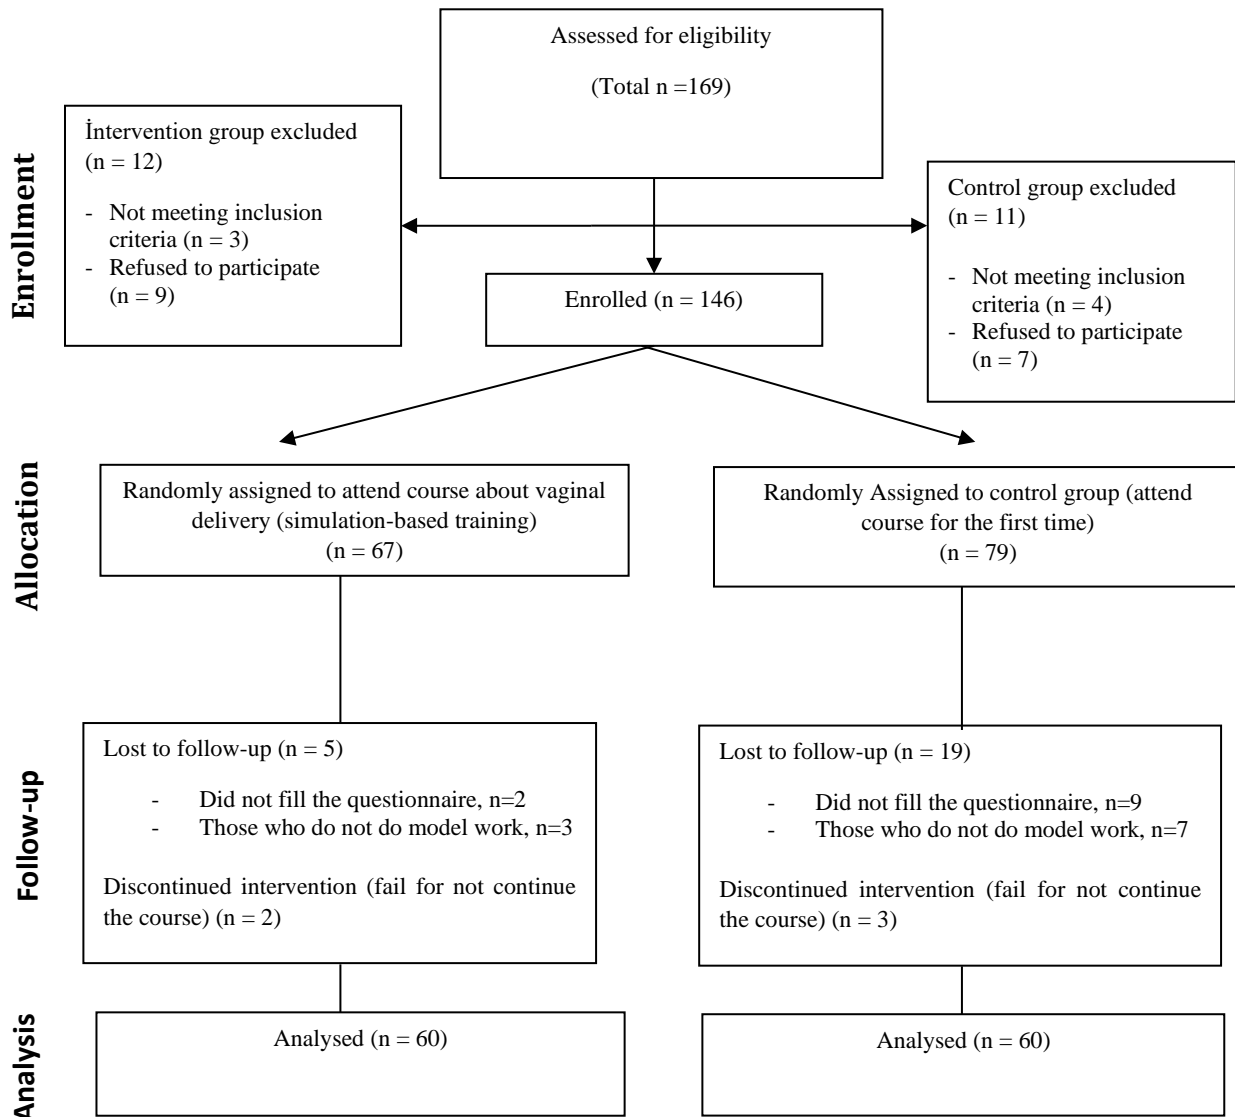 Assessed for eligibility
(Total n =169)
Enrollment
İntervention group excluded
(n = 12)
- Not meeting inclusion
criteria (n = 3)
- Refused to participate
(n = 9)
Control group excluded
(n = 11)
- Not meeting inclusion
criteria (n = 4)
- Refused to participate
(n = 7)
Enrolled (n = 146)
Allocation
Randomly assigned to attend course about vaginal
delivery (simulation-based training)
(n = 67)
Randomly Assigned to control group (attend
course for the first time)
(n = 79)
Follow-up
Lost to follow-up (n = 5)
- Did not fill the questionnaire, n=2
- Those who do not do model work, n=3
Discontinued intervention (fail for not continue
the course) (n = 2)
Lost to follow-up (n = 19)
- Did not fill the questionnaire, n=9
- Those who do not do model work, n=7
Discontinued intervention (fail for not continue
the course) (n = 3)
Analysis
Analysed (n = 60)
Analysed (n = 60)